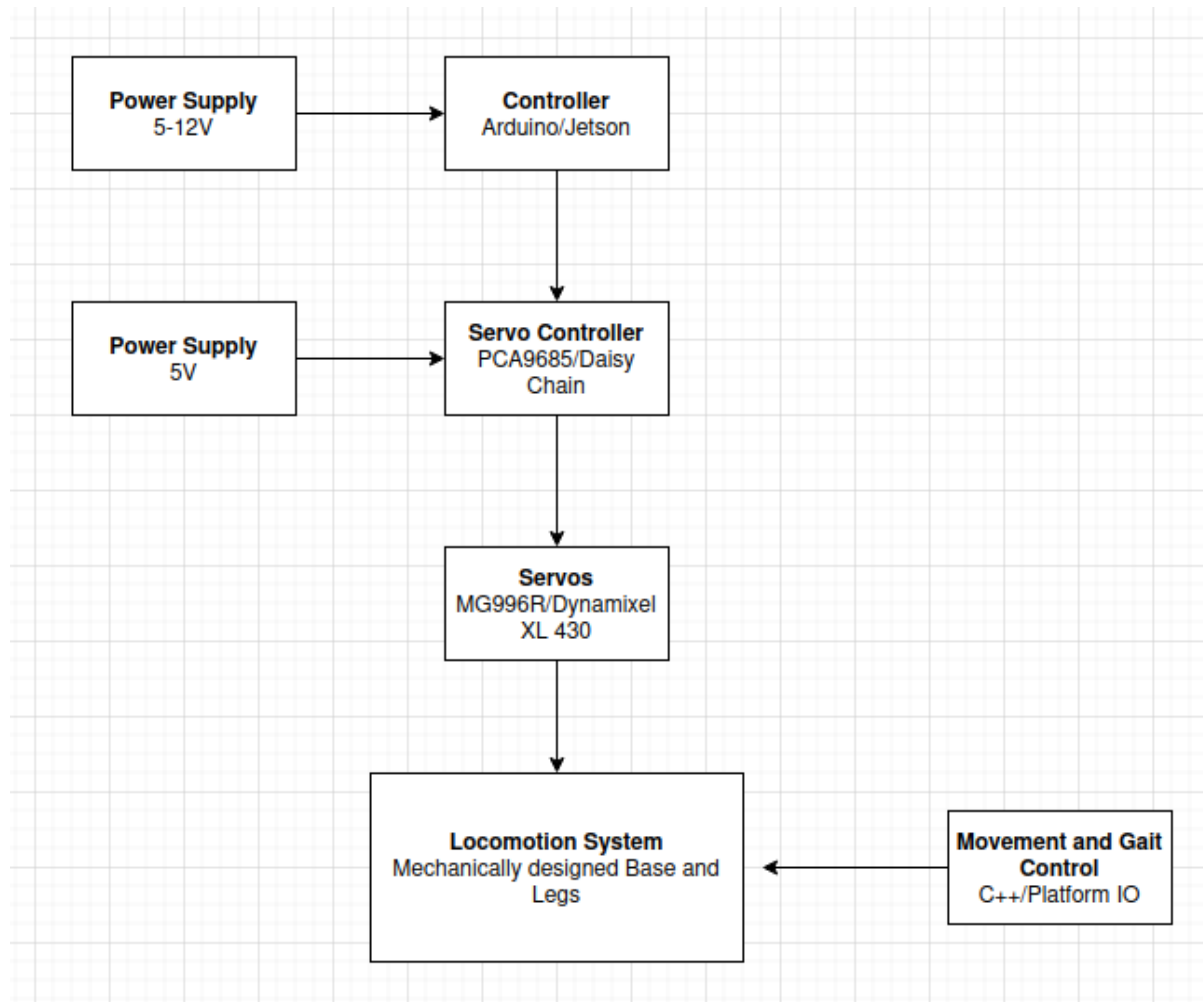 Power Supply
5-12V
Controller
Arduino/Jetson
Power Supply
5V
Servo Controller
PCA9685/Daisy
Chain
Servos
MG996R/Dynamixel
XL 430
Locomotion System
Mechanically designed Base and
Legs
Movement and Gait
Control
C++/Platform IO